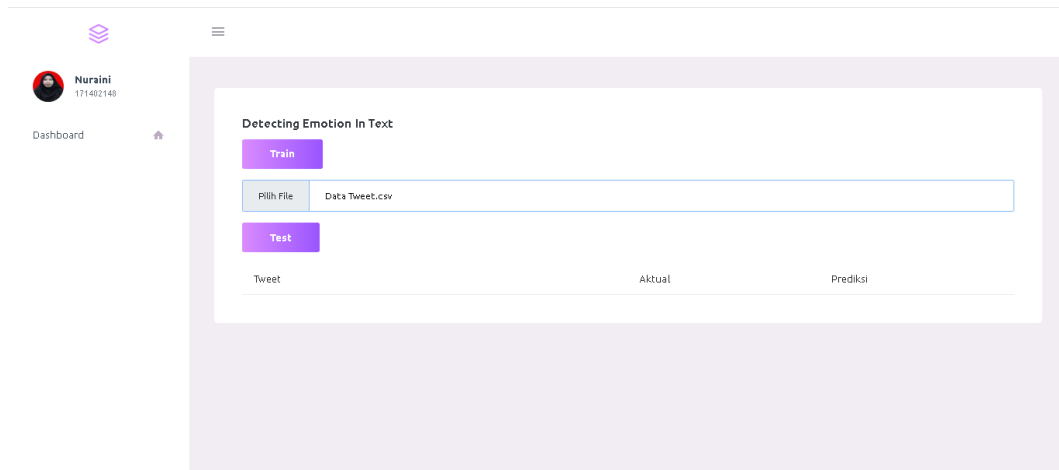 Nuraini
171402148
Dashboard
Detecting Emotion In Text
Train
Pilih File Data Tweet.csv
Test
Tweet Aktual Prediksi